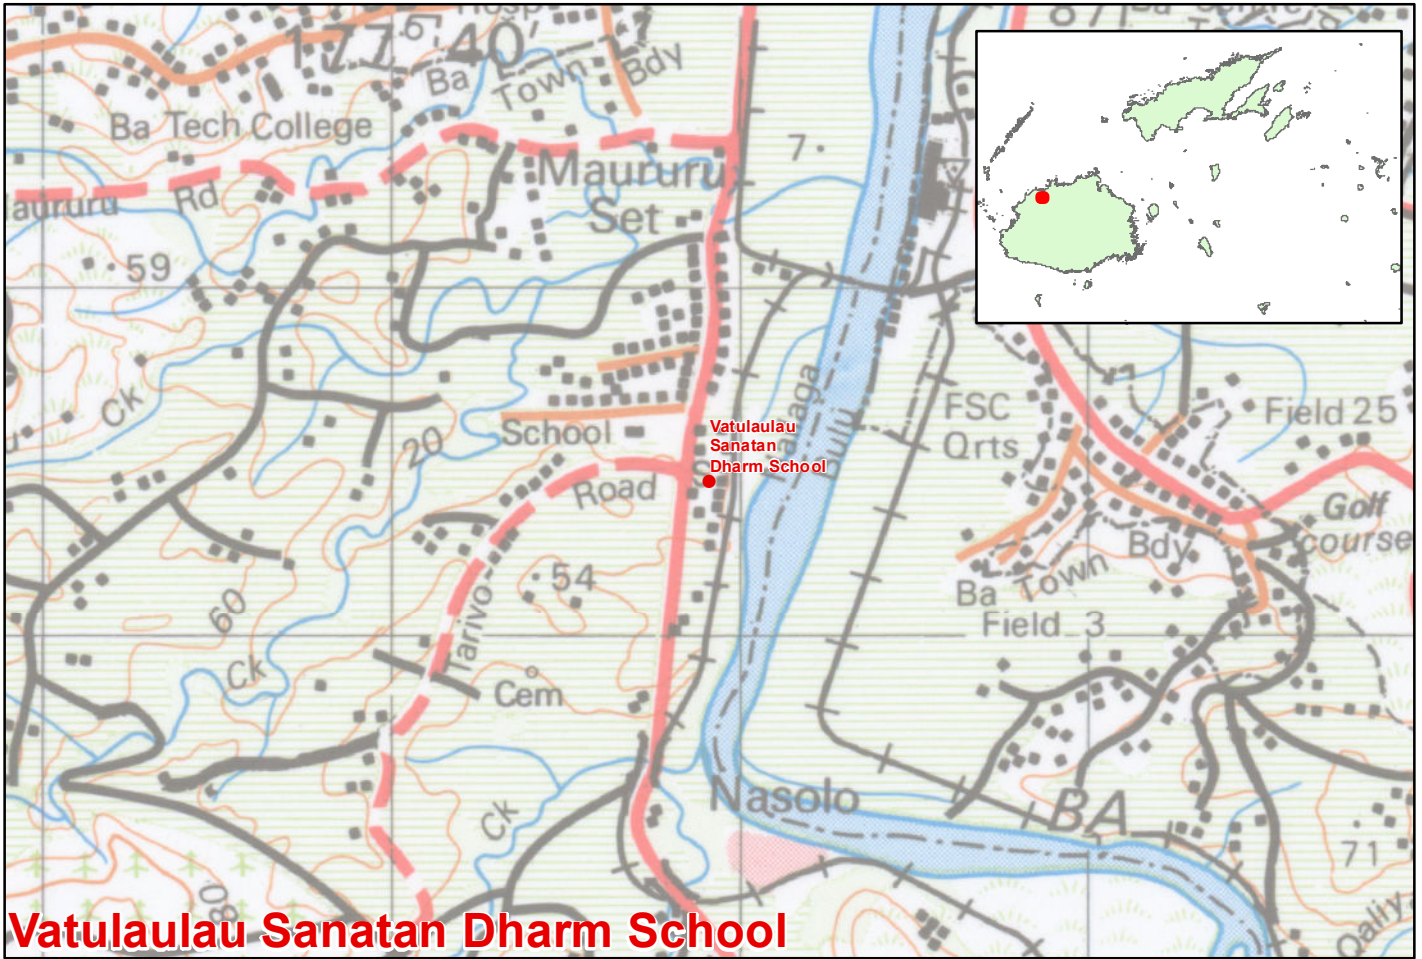 177° 40'
Ba Town Bdy
Ba Tech College
Maururu
Set
Rd
7
59
Ck
20
School
Vatulaulau
Sanatan
Dharm School
FSC
Qrts
Field 25
Road
Golf
course
Bdy
Ba Town
Field 3
54
60
Tarivo
Ck
Cem
Nasolo
BA
Ck
71
80
Qaliy
Vatulaulau Sanatan Dharm School